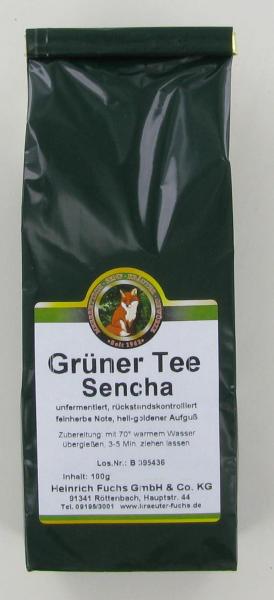 Seit 1962
Grüner Tee
Sencha
unfermentiert, rückstandskontrolliert
feinherbe Note, hell-goldener Aufguß
Zubereitung: mit 70° warmem Wasser
übergießen, 3-5 Min. ziehen lassen
Los.Nr.: B 095436
Inhalt: 100g
Heinrich Fuchs GmbH & Co. KG
91341 Röttenbach, Hauptstr. 44
Tel. 09195/3001 www.kraeuter-fuchs.de